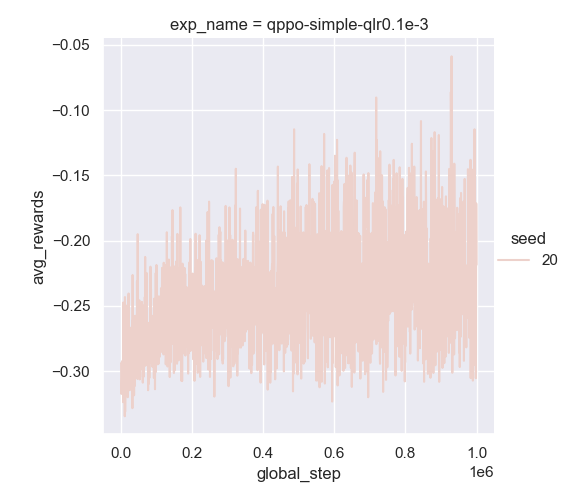 exp_name = qppo-simple-qlr0.1e-3
−0.05
−0.10
−0.15
−0.20
−0.25
−0.30
avg_rewards
0.0 0.2 0.4 0.6 0.8 1.0
1e6
global_step
seed
20